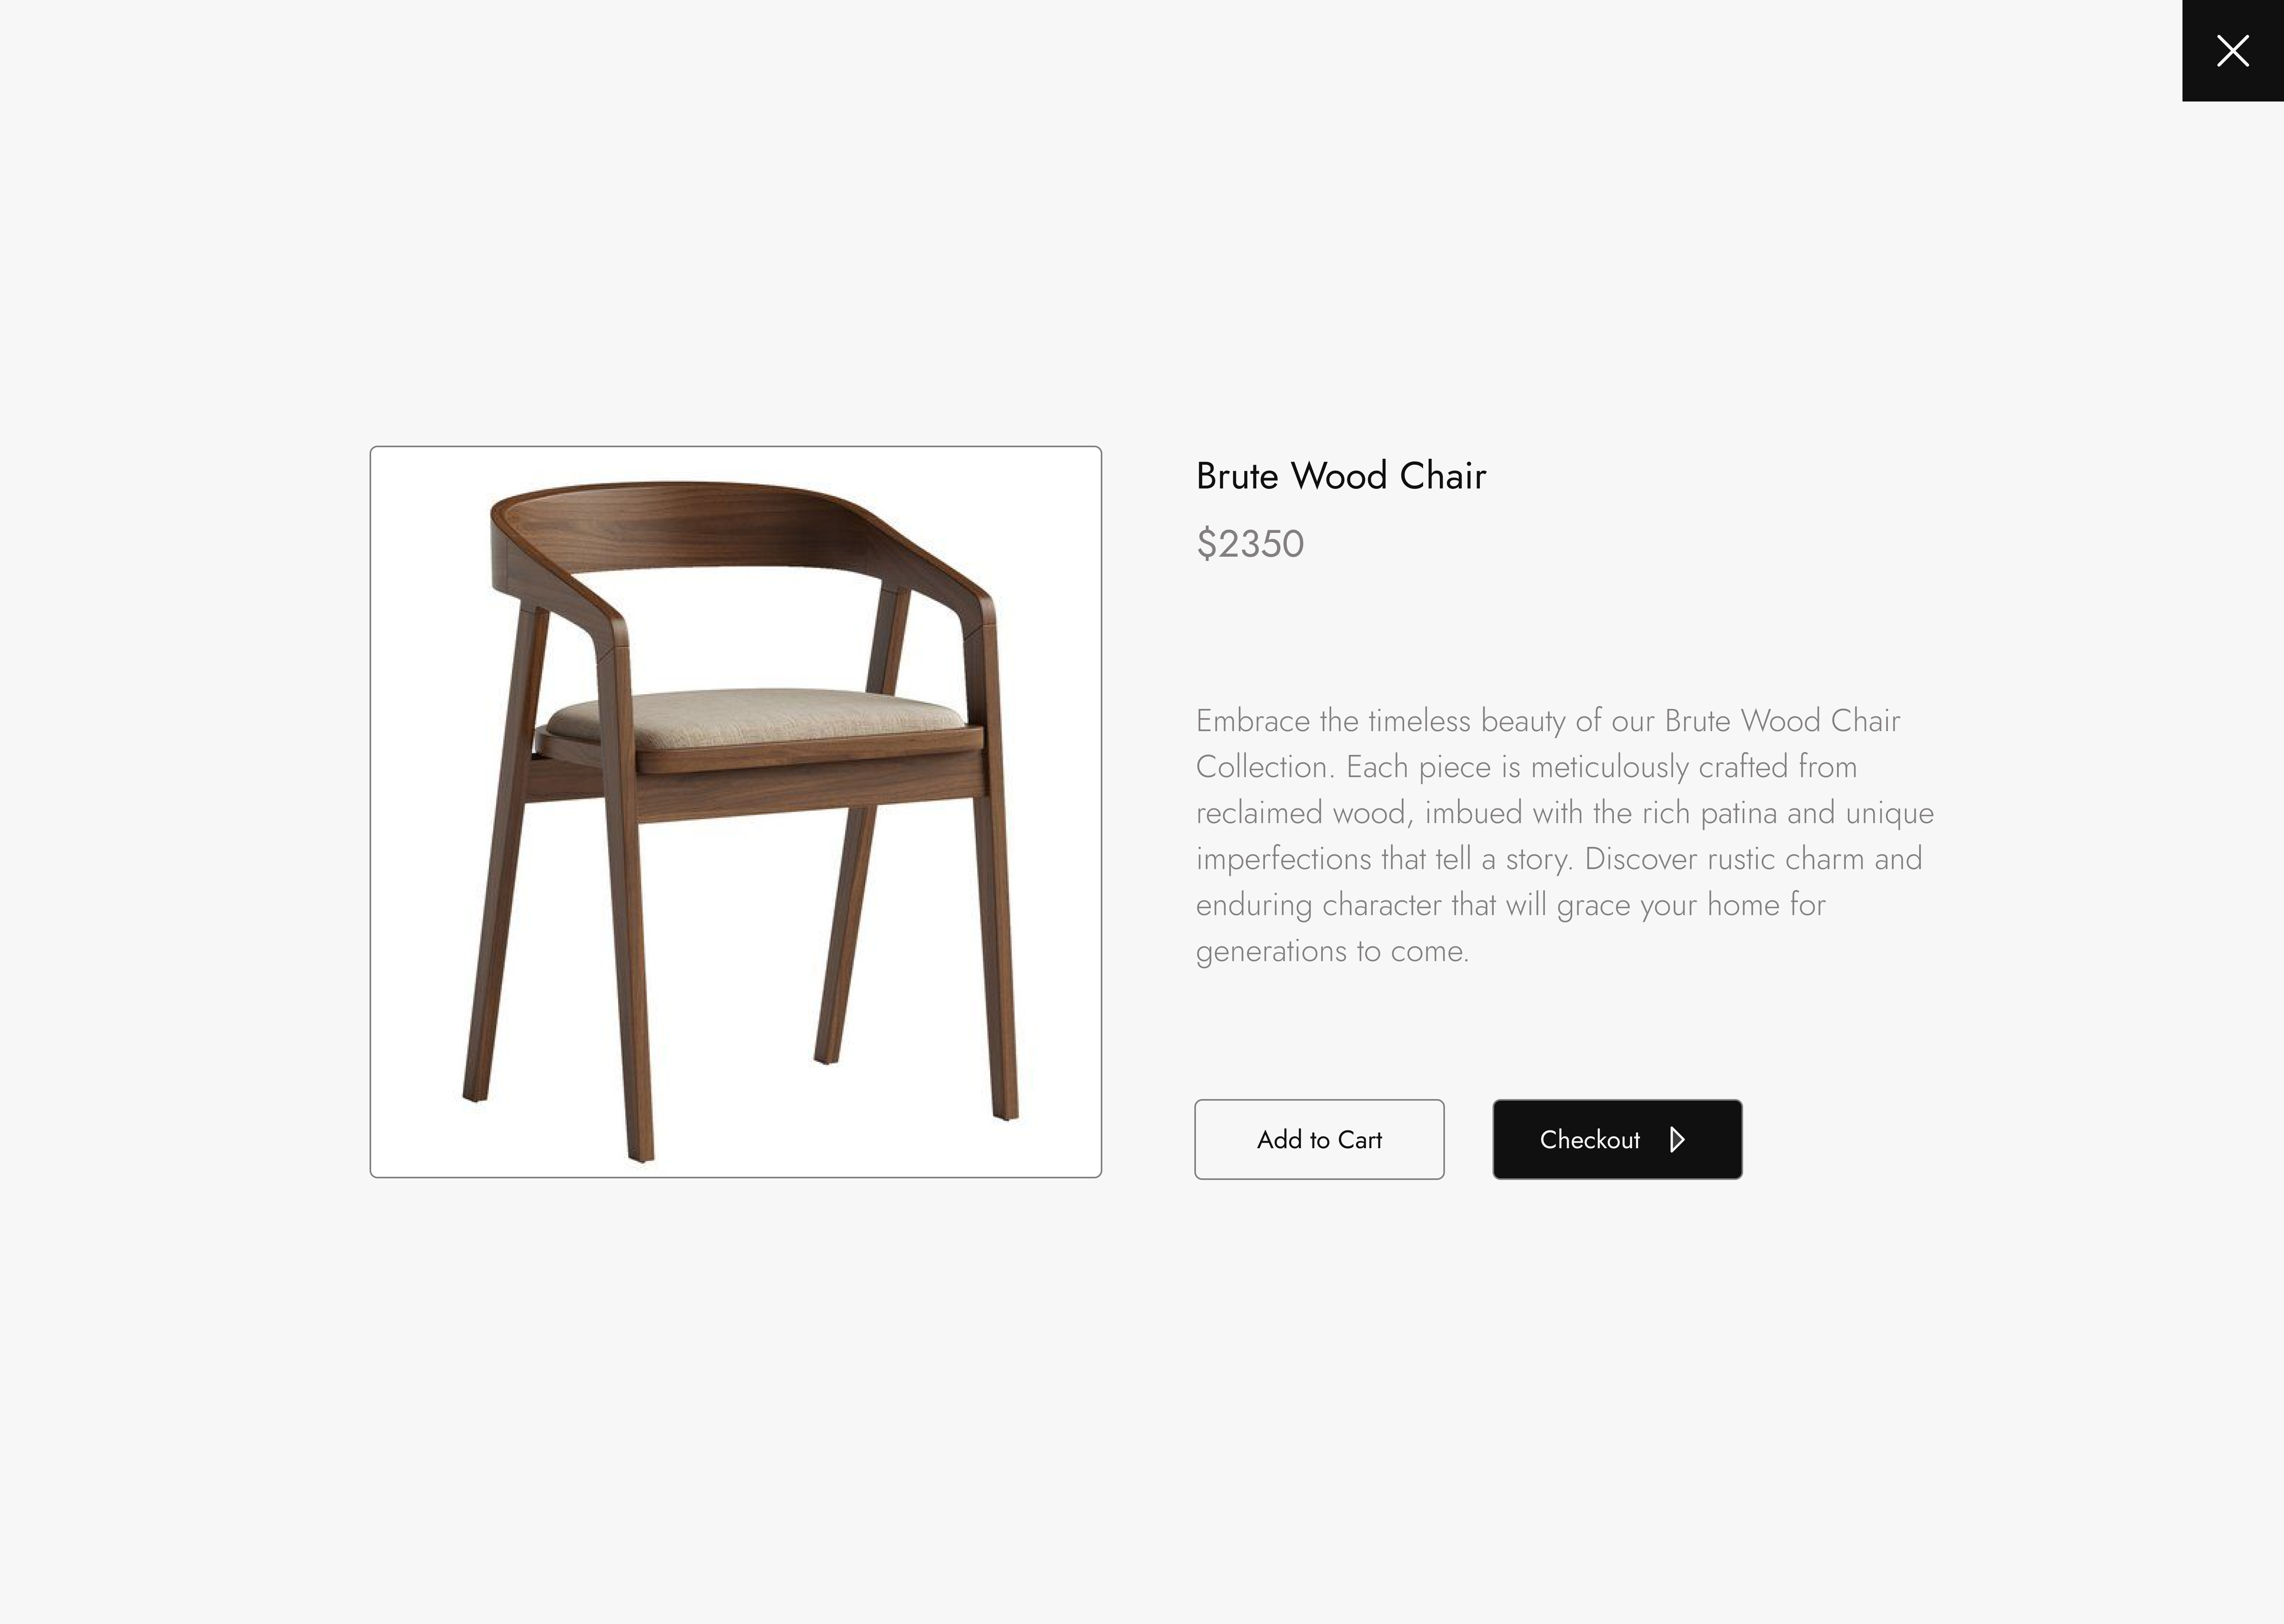 Brute Wood Chair
$2350
Embrace the timeless beauty of our Brute Wood Chair
Collection. Each piece is meticulously crafted from
reclaimed wood, imbued with the rich patina and unique
imperfections that tell a story. Discover rustic charm and
enduring character that will grace your home for
generations to come.
Add to Cart
Checkout